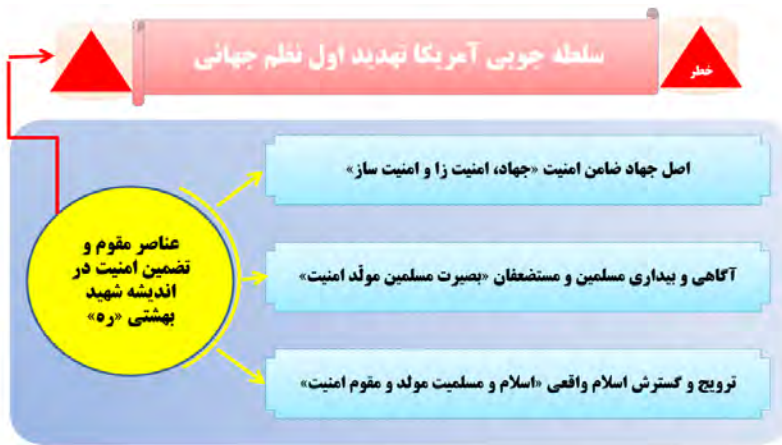 سلطه جویی آمریکا تهدید اول نظم جهانی
خطر
اصل جهاد ضامن امنیت «جهاد، امنیت زا و امنیت ساز»
عناصر مقوم و
تضمین امنیت در
اندیشه شهید
بهشتی «ره»
آگاهی و بیداری مسلمین و مستضعفان «بصیرت مسلمین مولّد امنیت»
ترویج و گسترش اسلام واقعی «اسلام و مسلمیت مولد و مقوم امنیت»